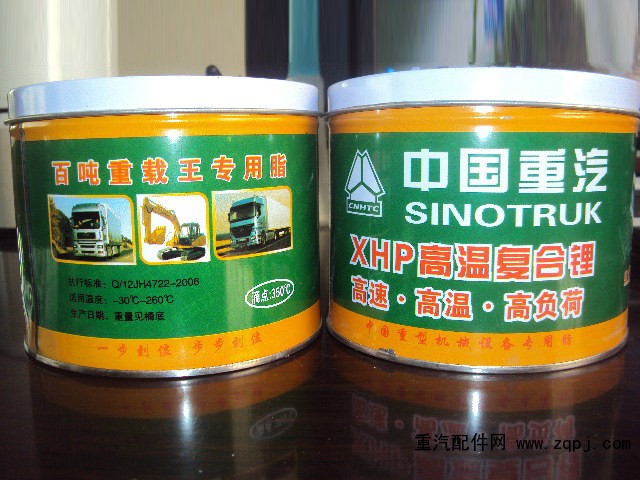 百吨重载王专用脂
执行标准：Q/12JH4722-2006
适用温度：-30℃-260℃
生产日期、重量见桶底
滴点:350℃
一步到位 步步到位
CNHTC
中国重汽
SINOTRUK
XHP高温复合锂
高速·高温·高负荷
中国重型机械设备专用脂
重汽配件网 www.zqpj.com